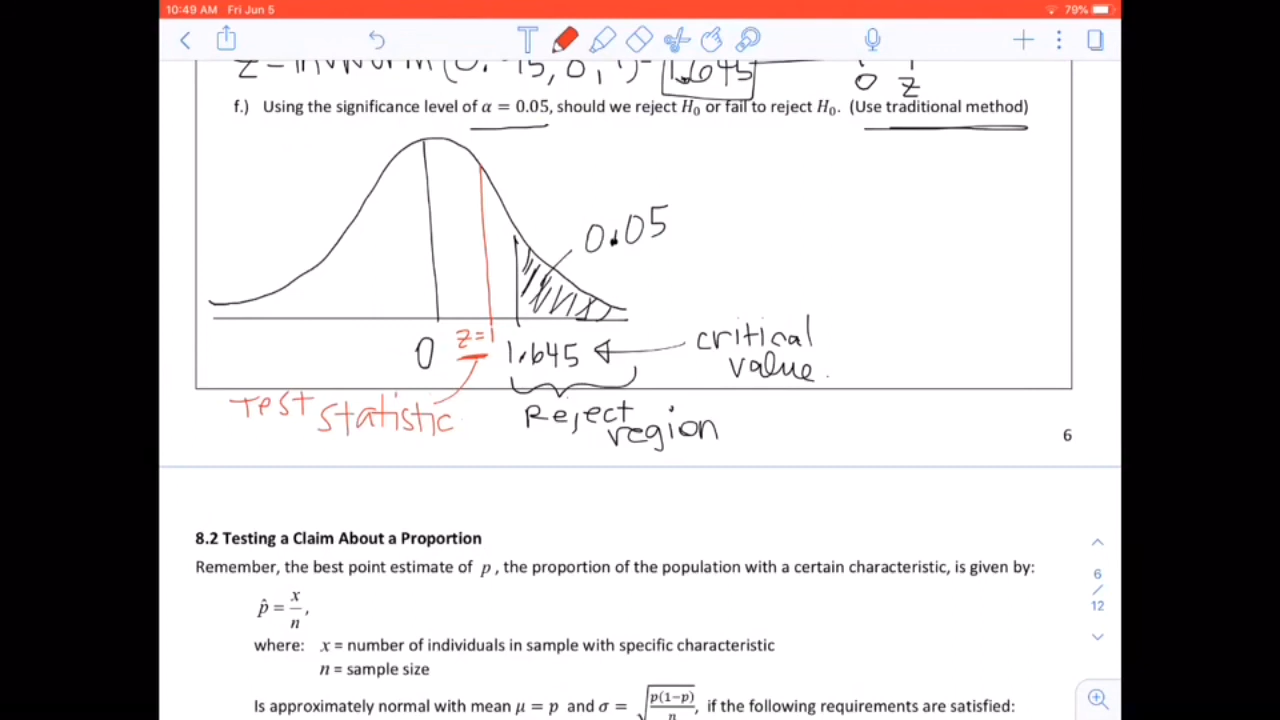 10:49 AM Fri Jun 5
79%
1.645
0 z
f.) Using the significance level of α = 0.05, should we reject H₀ or fail to reject H₀. (Use traditional method)
0.05
0 z=1 1.645 critical value.
Test statistic
Reject region
6
8.2 Testing a Claim About a Proportion
Remember, the best point estimate of p, the proportion of the population with a certain characteristic, is given by:
p̂ = x/n,
where: x = number of individuals in sample with specific characteristic
n = sample size
Is approximately normal with mean μ = p and σ = √(p(1−p)/n), if the following requirements are satisfied:
6
/
12